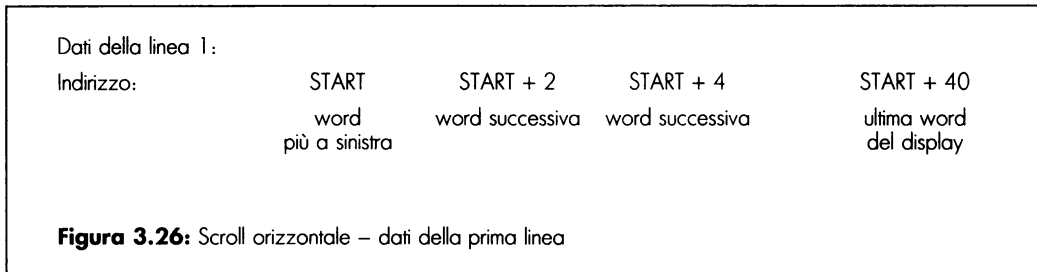 Dati della linea 1:
Indirizzo: START START + 2 START + 4 START + 40
word word successiva word successiva ultima word
più a sinistra del display
Figura 3.26: Scroll orizzontale – dati della prima linea